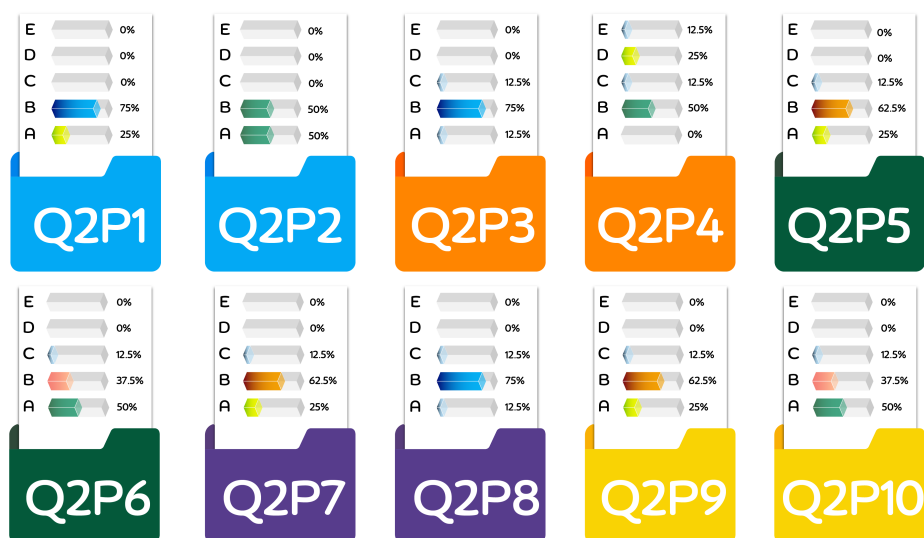 E 0%
D 0%
C 0%
B 75%
A 25%
Q2P1
E 0%
D 0%
C 0%
B 50%
A 50%
Q2P2
E 0%
D 0%
C 12.5%
B 75%
A 12.5%
Q2P3
E 12.5%
D 25%
C 12.5%
B 50%
A 0%
Q2P4
E 0%
D 0%
C 12.5%
B 62.5%
A 25%
Q2P5
E 0%
D 0%
C 12.5%
B 37.5%
A 50%
Q2P6
E 0%
D 0%
C 12.5%
B 62.5%
A 25%
Q2P7
E 0%
D 0%
C 12.5%
B 75%
A 12.5%
Q2P8
E 0%
D 0%
C 12.5%
B 62.5%
A 25%
Q2P9
E 0%
D 0%
C 12.5%
B 37.5%
A 50%
Q2P10